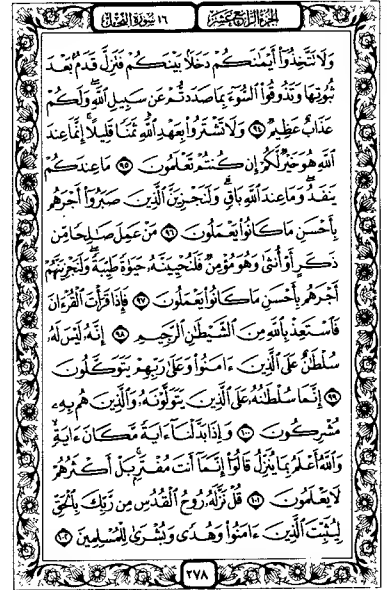 الجزء الرابع عشر ١٦ سورة النحل
وَلَا تَتَّخِذُوٓا۟ أَيْمَـٰنَكُمْ دَخَلًۢا بَيْنَكُمْ فَتَزِلَّ قَدَمٌۢ بَعْدَ
ثُبُوتِهَا وَتَذُوقُوا۟ ٱلسُّوٓءَ بِمَا صَدَدتُّمْ عَن سَبِيلِ ٱللَّهِ وَلَكُمْ
عَذَابٌ عَظِيمٌ ٩٤ وَلَا تَشْتَرُوا۟ بِعَهْدِ ٱللَّهِ ثَمَنًا قَلِيلًا ۚ إِنَّمَا عِندَ
ٱللَّهِ هُوَ خَيْرٌ لَّكُمْ إِن كُنتُمْ تَعْلَمُونَ ٩٥ مَا عِندَكُمْ
يَنفَدُ ۖ وَمَا عِندَ ٱللَّهِ بَاقٍ ۗ وَلَنَجْزِيَنَّ ٱلَّذِينَ صَبَرُوٓا۟ أَجْرَهُم
بِأَحْسَنِ مَا كَانُوا۟ يَعْمَلُونَ ٩٦ مَنْ عَمِلَ صَـٰلِحًا مِّن
ذَكَرٍ أَوْ أُنثَىٰ وَهُوَ مُؤْمِنٌ فَلَنُحْيِيَنَّهُۥ حَيَوٰةً طَيِّبَةً ۖ وَلَنَجْزِيَنَّهُمْ
أَجْرَهُم بِأَحْسَنِ مَا كَانُوا۟ يَعْمَلُونَ ٩٧ فَإِذَا قَرَأْتَ ٱلْقُرْءَانَ
فَٱسْتَعِذْ بِٱللَّهِ مِنَ ٱلشَّيْطَـٰنِ ٱلرَّجِيمِ ٩٨ إِنَّهُۥ لَيْسَ لَهُۥ
سُلْطَـٰنٌ عَلَى ٱلَّذِينَ ءَامَنُوا۟ وَعَلَىٰ رَبِّهِمْ يَتَوَكَّلُونَ
٩٩ إِنَّمَا سُلْطَـٰنُهُۥ عَلَى ٱلَّذِينَ يَتَوَلَّوْنَهُۥ وَٱلَّذِينَ هُم بِهِۦ
مُشْرِكُونَ ١٠٠ وَإِذَا بَدَّلْنَآ ءَايَةً مَّكَانَ ءَايَةٍ ۙ
وَٱللَّهُ أَعْلَمُ بِمَا يُنَزِّلُ قَالُوٓا۟ إِنَّمَآ أَنتَ مُفْتَرٍۭ ۚ بَلْ أَكْثَرُهُمْ
لَا يَعْلَمُونَ ١٠١ قُلْ نَزَّلَهُۥ رُوحُ ٱلْقُدُسِ مِن رَّبِّكَ بِٱلْحَقِّ
لِيُثَبِّتَ ٱلَّذِينَ ءَامَنُوا۟ وَهُدًى وَبُشْرَىٰ لِلْمُسْلِمِينَ ١٠٢
٢٧٨